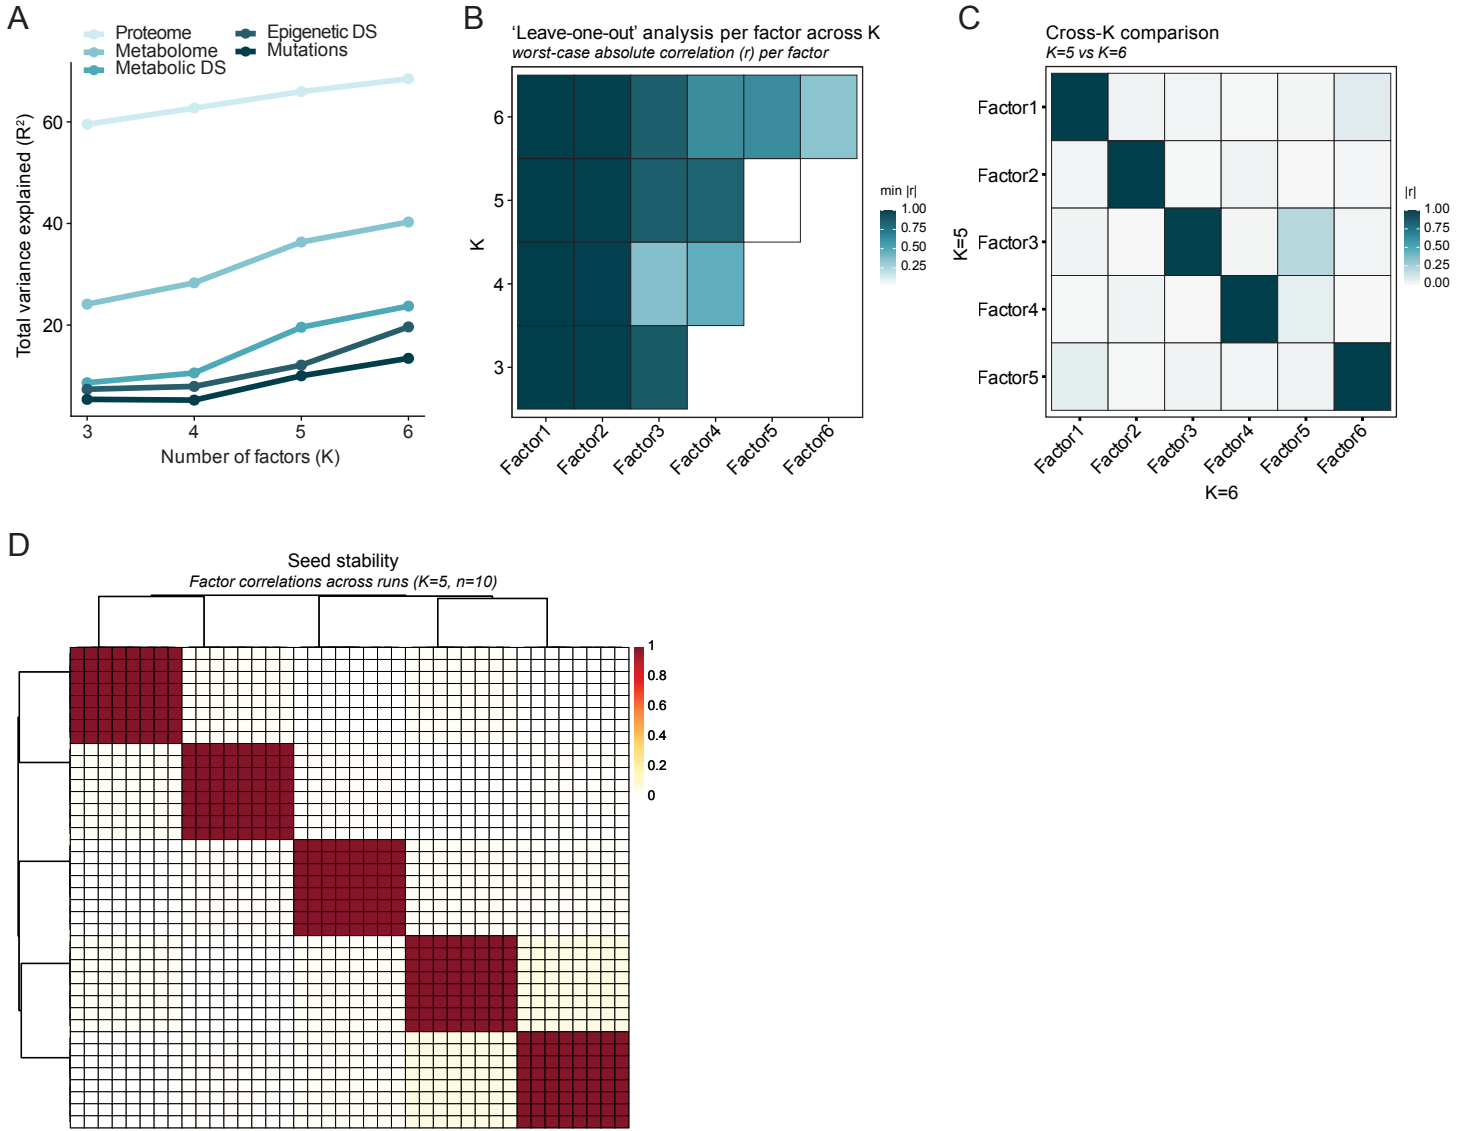 A
Proteome
Metabolome
Metabolic DS
Epigenetic DS
Mutations
Total variance explained (R²)
60
40
20
3
4
5
6
Number of factors (K)
B
‘Leave-one-out’ analysis per factor across K
worst-case absolute correlation (r) per factor
K
6
5
4
3
Factor1
Factor2
Factor3
Factor4
Factor5
Factor6
min |r|
1.00
0.75
0.50
0.25
C
Cross-K comparison
K=5 vs K=6
K=5
Factor1
Factor2
Factor3
Factor4
Factor5
Factor1
Factor2
Factor3
Factor4
Factor5
Factor6
K=6
|r|
1.00
0.75
0.50
0.25
0.00
D
Seed stability
Factor correlations across runs (K=5, n=10)
1
0.8
0.6
0.4
0.2
0